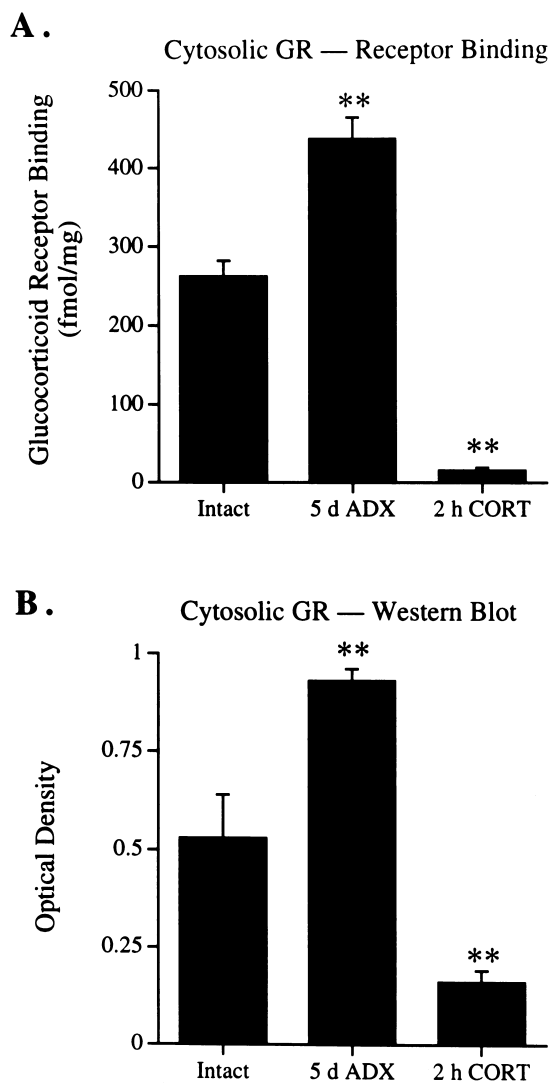 A.
Cytosolic GR — Receptor Binding
Glucocorticoid Receptor Binding
(fmol/mg)
500
400
300
200
100
0
**
**
Intact
5 d ADX
2 h CORT
B.
Cytosolic GR — Western Blot
Optical Density
1
0.75
0.5
0.25
0
**
**
Intact
5 d ADX
2 h CORT